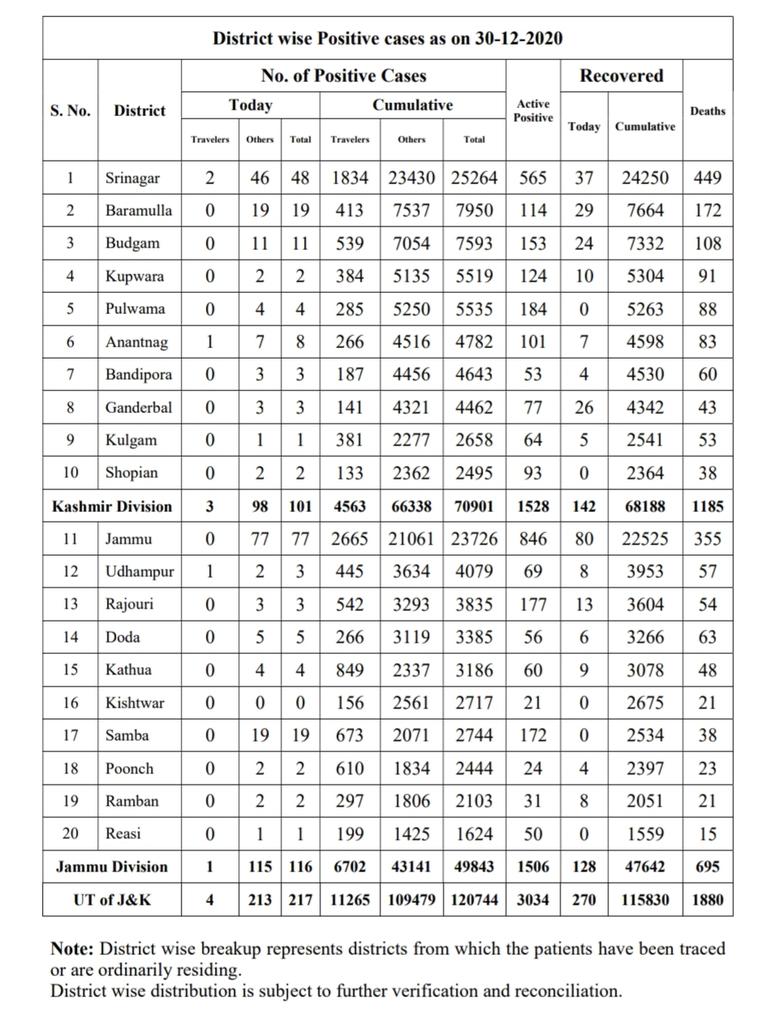 District wise Positive cases as on 30-12-2020
S. No. District No. of Positive Cases Active Positive Recovered Deaths
Today Cumulative Today Cumulative
Travelers Others Total Travelers Others Total
1 Srinagar 2 46 48 1834 23430 25264 565 37 24250 449
2 Baramulla 0 19 19 413 7537 7950 114 29 7664 172
3 Budgam 0 11 11 539 7054 7593 153 24 7332 108
4 Kupwara 0 2 2 384 5135 5519 124 10 5304 91
5 Pulwama 0 4 4 285 5250 5535 184 0 5263 88
6 Anantnag 1 7 8 266 4516 4782 101 7 4598 83
7 Bandipora 0 3 3 187 4456 4643 53 4 4530 60
8 Ganderbal 0 3 3 141 4321 4462 77 26 4342 43
9 Kulgam 0 1 1 381 2277 2658 64 5 2541 53
10 Shopian 0 2 2 133 2362 2495 93 0 2364 38
Kashmir Division 3 98 101 4563 66338 70901 1528 142 68188 1185
11 Jammu 0 77 77 2665 21061 23726 846 80 22525 355
12 Udhampur 1 2 3 445 3634 4079 69 8 3953 57
13 Rajouri 0 3 3 542 3293 3835 177 13 3604 54
14 Doda 0 5 5 266 3119 3385 56 6 3266 63
15 Kathua 0 4 4 849 2337 3186 60 9 3078 48
16 Kishtwar 0 0 0 156 2561 2717 21 0 2675 21
17 Samba 0 19 19 673 2071 2744 172 0 2534 38
18 Poonch 0 2 2 610 1834 2444 24 4 2397 23
19 Ramban 0 2 2 297 1806 2103 31 8 2051 21
20 Reasi 0 1 1 199 1425 1624 50 0 1559 15
Jammu Division 1 115 116 6702 43141 49843 1506 128 47642 695
UT of J&K 4 213 217 11265 109479 120744 3034 270 115830 1880
Note: District wise breakup represents districts from which the patients have been traced
or are ordinarily residing.
District wise distribution is subject to further verification and reconciliation.